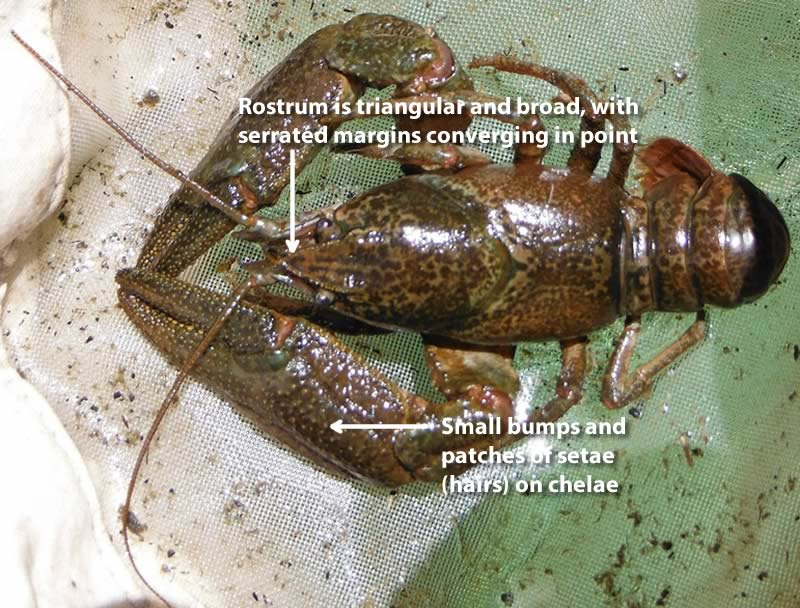 Rostrum is triangular and broad, with
serrated margins converging in point
Small bumps and
patches of setae
(hairs) on chelae